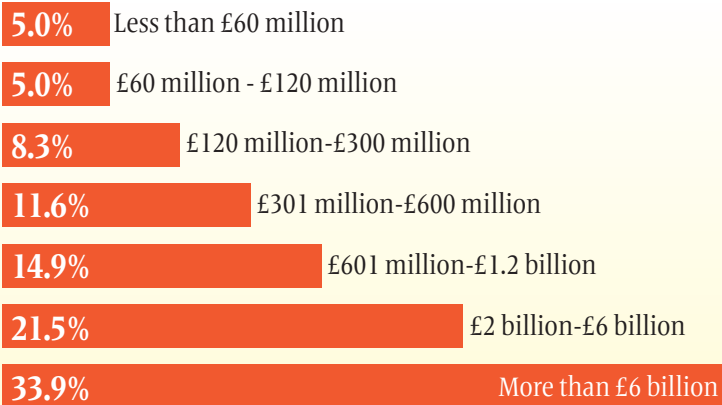 5.0% Less than £60 million
5.0% £60 million - £120 million
8.3% £120 million-£300 million
11.6% £301 million-£600 million
14.9% £601 million-£1.2 billion
21.5% £2 billion-£6 billion
33.9% More than £6 billion